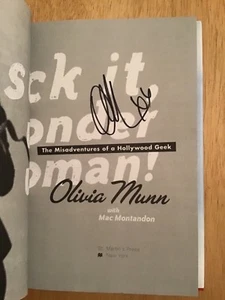 ck it,
onder
The Misadventures of a Hollywood Geek
oman!
Olivia Munn
with
Mac Montandon
St. Martin's Press
New York